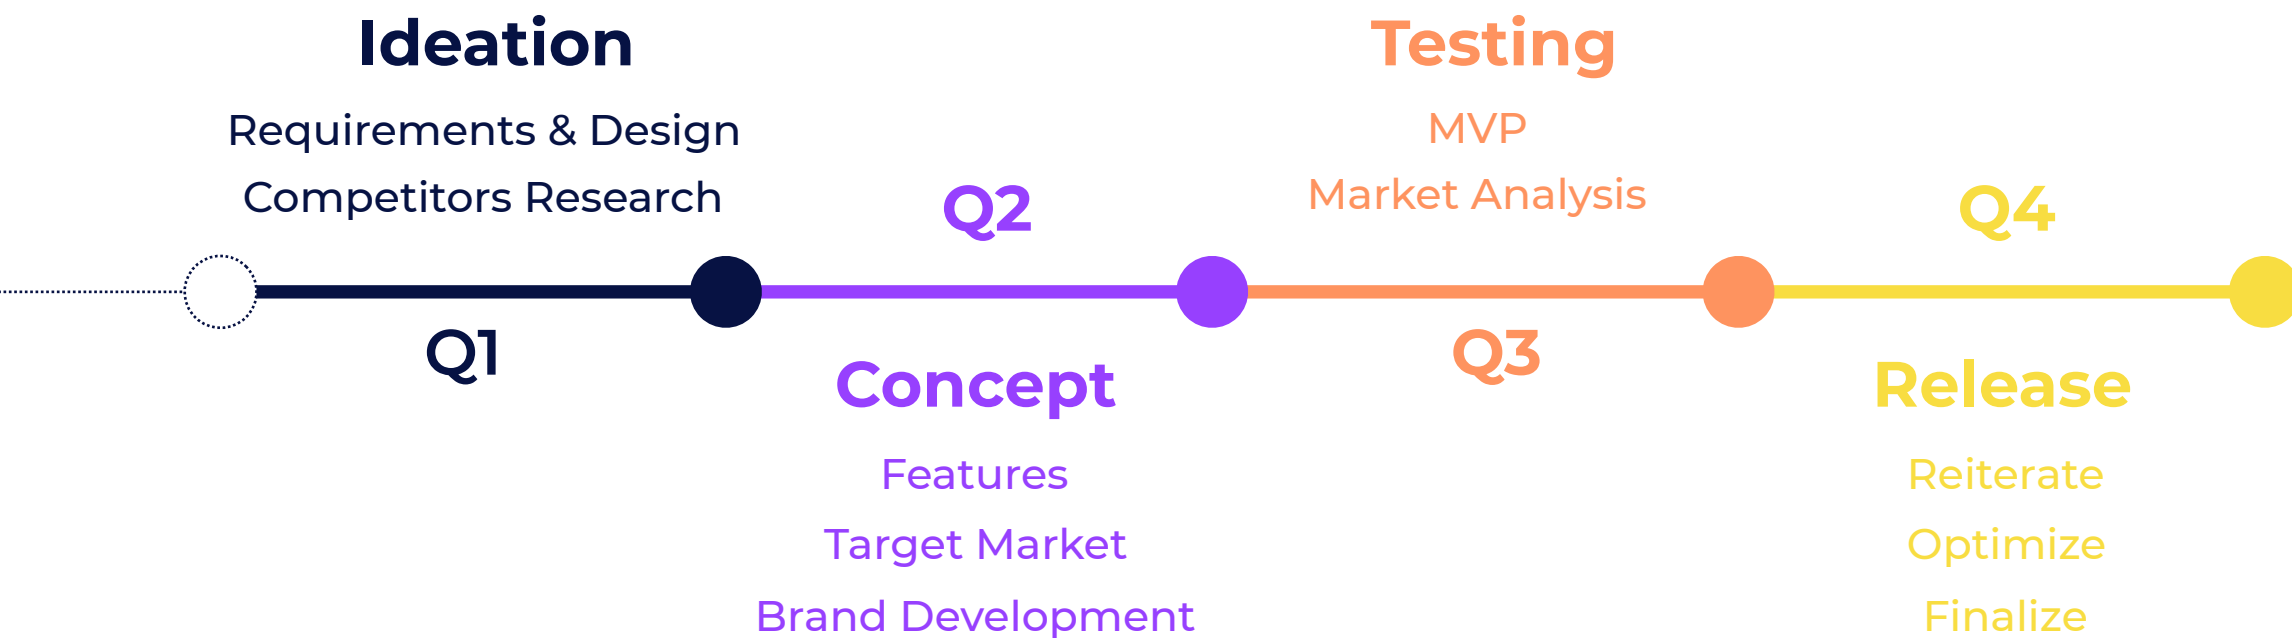 Ideation
Requirements & Design
Competitors Research
Q1
Q2
Concept
Features
Target Market
Brand Development
Testing
MVP
Market Analysis
Q3
Q4
Release
Reiterate
Optimize
Finalize